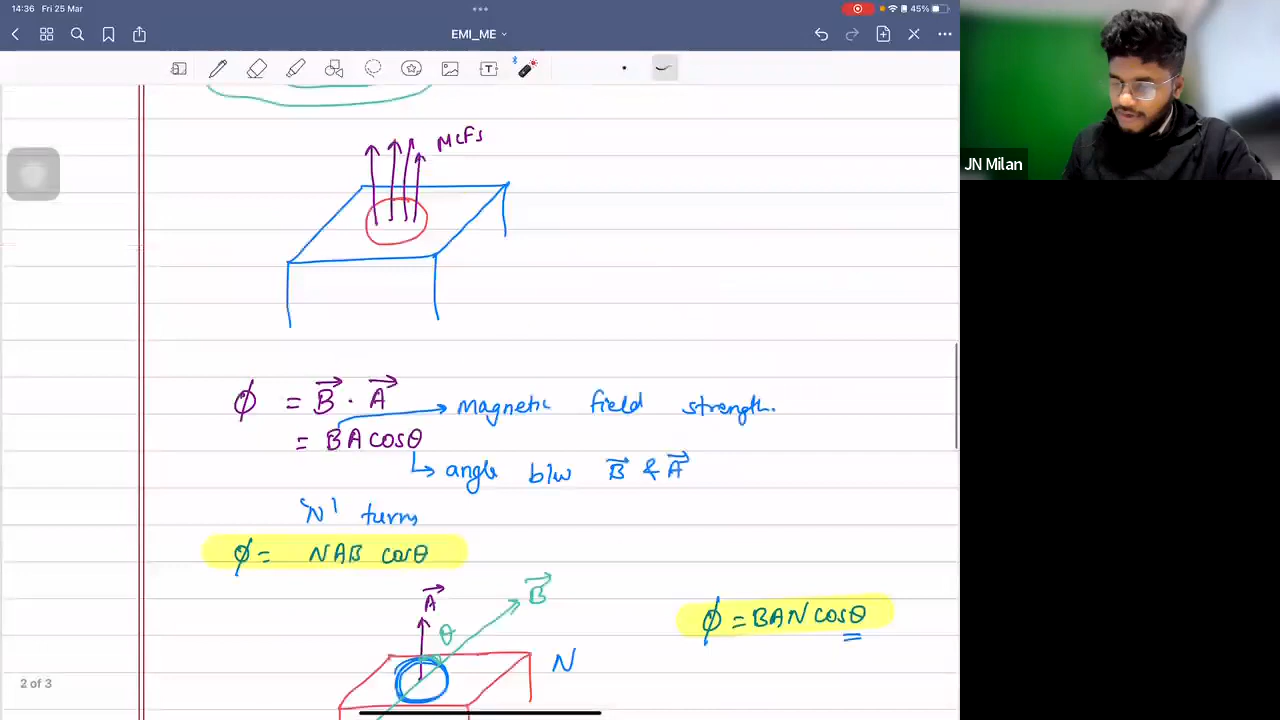 14:36 Fri 25 Mar
45%
EMI_ME
JN Milan
MLFs
ϕ = B⃗ · A⃗ → magnetic field strength.
= BA cosθ
↳ angle b/w B⃗ & A⃗
'N' turns
ϕ = NAB cosθ
A⃗
B⃗
θ
ϕ = BAN cosθ
N
2 of 3